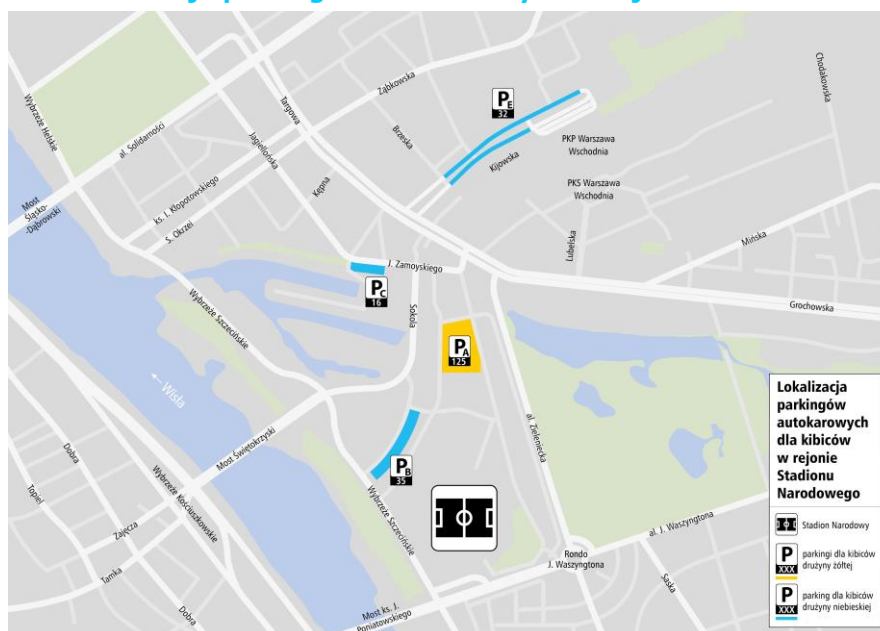 Chodakowska
Wybrzeże Helskie
Targowa
Ząbkowska
P E
32
al. Solidarności
Jagiellońska
Brzeska
PKP Warszawa
Wschodnia
Kijowska
Kępna
PKS Warszawa
Wschodnia
Most
Śląsko-
-Dąbrowski
ks. I. Kłopotowskiego
S. Okrzei
Lubelska
Mińska
J. Zamoyskiego
P C
16
Grochowska
Wybrzeże Szczecińskie
Sokola
P A
125
Wisła
al. Zieleniecka
Most Świętokrzyski
P B
35
Wybrzeże Szczecińskie
Dobra
Topiel
Wybrzeże Kościuszkowskie
Zajęcza
Tamka
Dobra
al. J. Waszyngtona
Rondo
J. Waszyngtona
Saska
Most ks. J.
Poniatowskiego
Lokalizacja
parkingów
autokarowych
dla kibiców
w rejonie
Stadionu
Narodowego
Stadion Narodowy
P
XXX
parkingi dla kibiców
drużyny żółtej
P
XXX
parking dla kibiców
drużyny niebieskiej